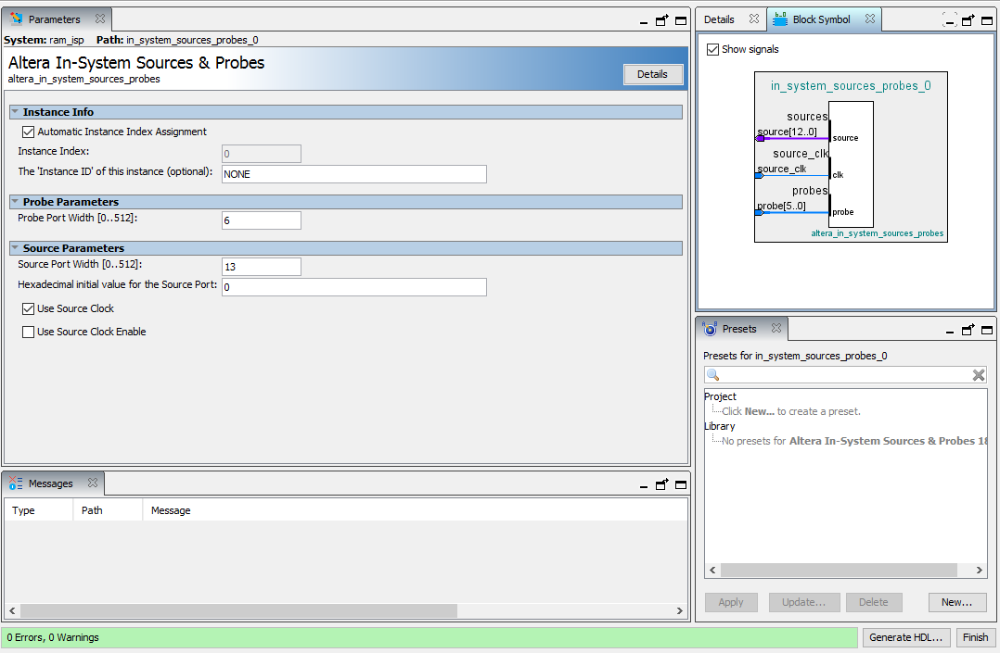 Parameters
System: ram_isp Path: in_system_sources_probes_0
Altera In-System Sources & Probes
altera_in_system_sources_probes
Details
Instance Info
Automatic Instance Index Assignment
Instance Index: 0
The 'Instance ID' of this instance (optional): NONE
Probe Parameters
Probe Port Width [0..512]: 6
Source Parameters
Source Port Width [0..512]: 13
Hexadecimal initial value for the Source Port: 0
Use Source Clock
Use Source Clock Enable
Messages
Type Path Message
0 Errors, 0 Warnings
Details Block Symbol
Show signals
in_system_sources_probes_0
sources
source[12..0]
source
source_clk
source_clk
clk
probes
probe[5..0]
probe
altera_in_system_sources_probes
Presets
Presets for in_system_sources_probes_0
Project
Click New... to create a preset.
Library
No presets for Altera In-System Sources & Probes 18
Apply Update... Delete New...
Generate HDL... Finish